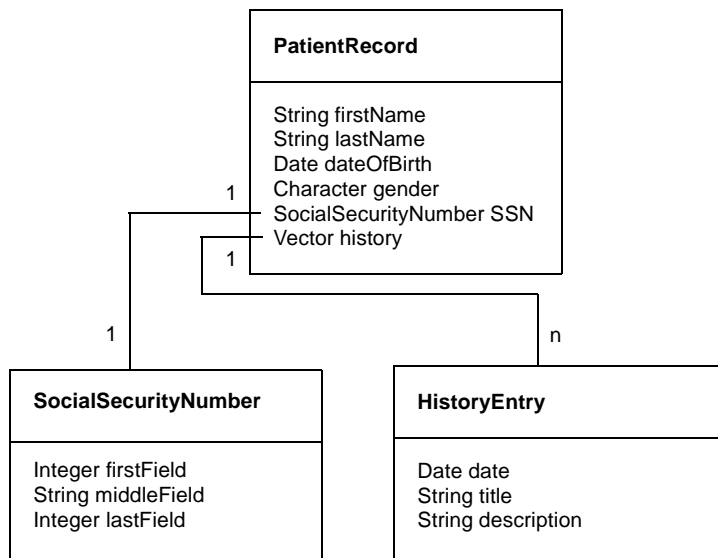 PatientRecord
String firstName
String lastName
Date dateOfBirth
Character gender
SocialSecurityNumber SSN
Vector history
1
1
1
n
SocialSecurityNumber
Integer firstField
String middleField
Integer lastField
HistoryEntry
Date date
String title
String description